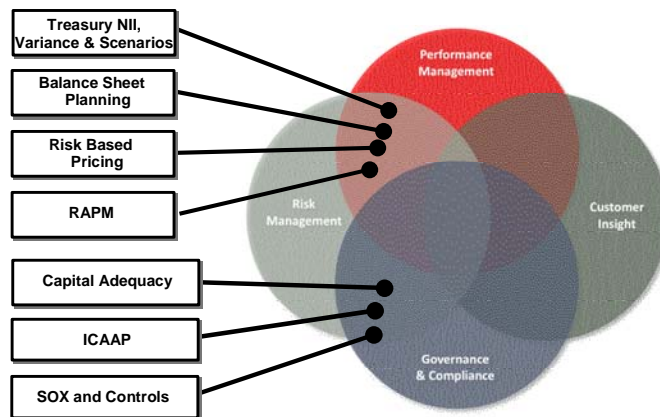 Treasury NII,
Variance & Scenarios
Balance Sheet
Planning
Risk Based
Pricing
RAPM
Capital Adequacy
ICAAP
SOX and Controls
Performance
Management
Risk
Management
Customer
Insight
Governance
& Compliance